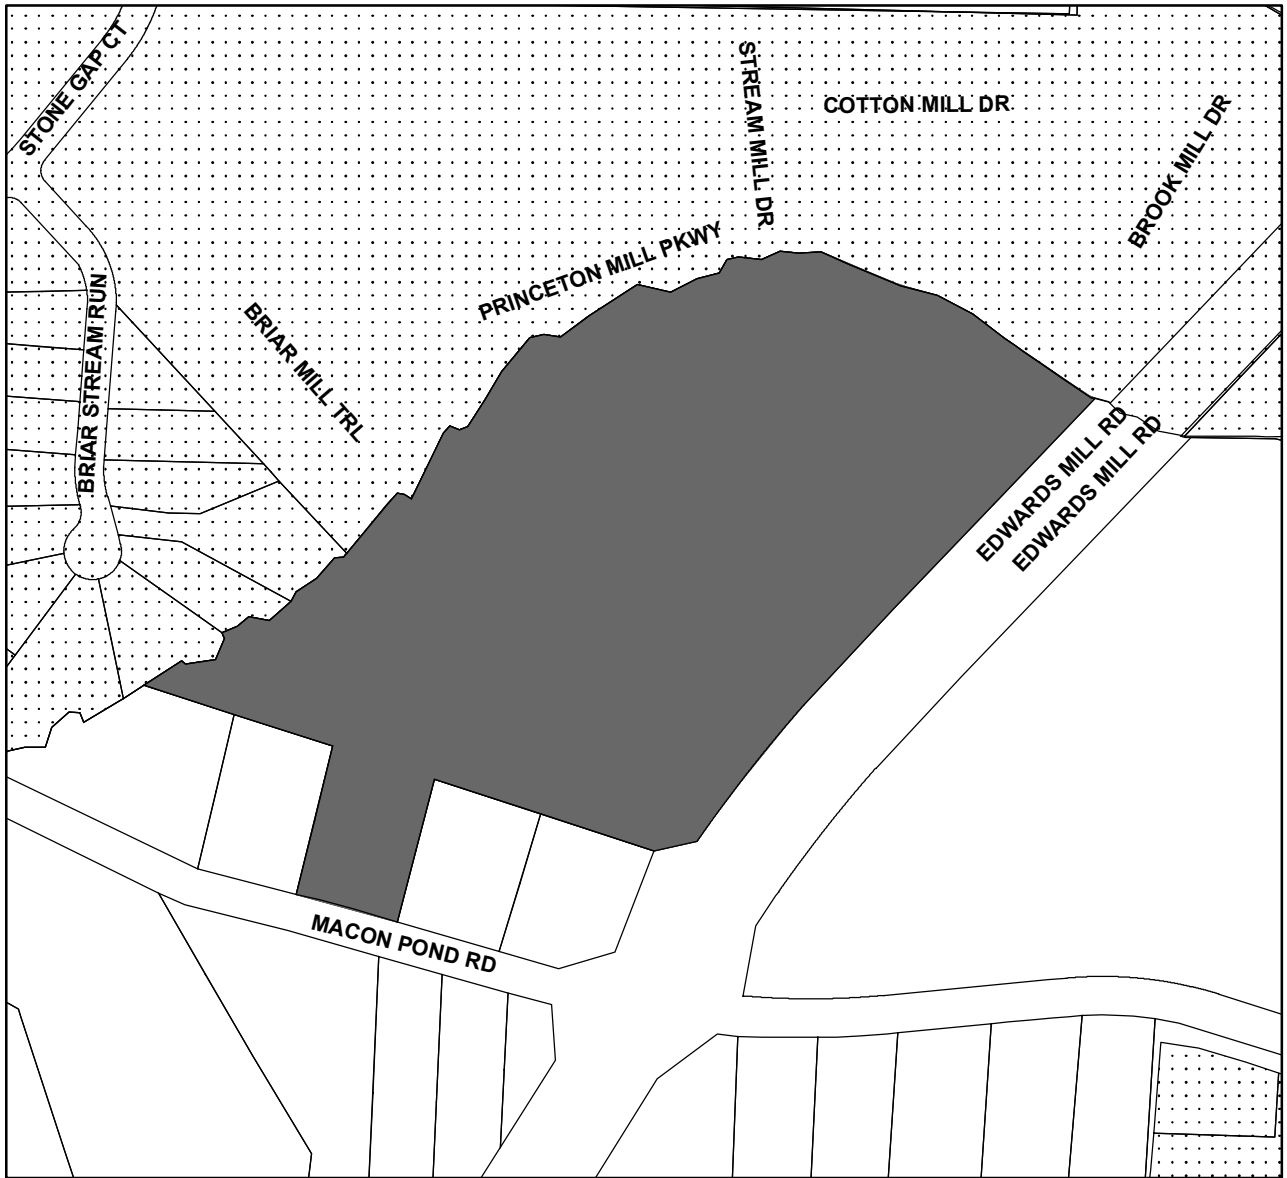 STONE GAP CT
STREAM MILL DR
COTTON MILL DR
BROOK MILL DR
PRINCETON MILL PKWY
BRIAR STREAM RUN
BRIAR MILL TRL
EDWARDS MILL RD
EDWARDS MILL RD
MACON POND RD